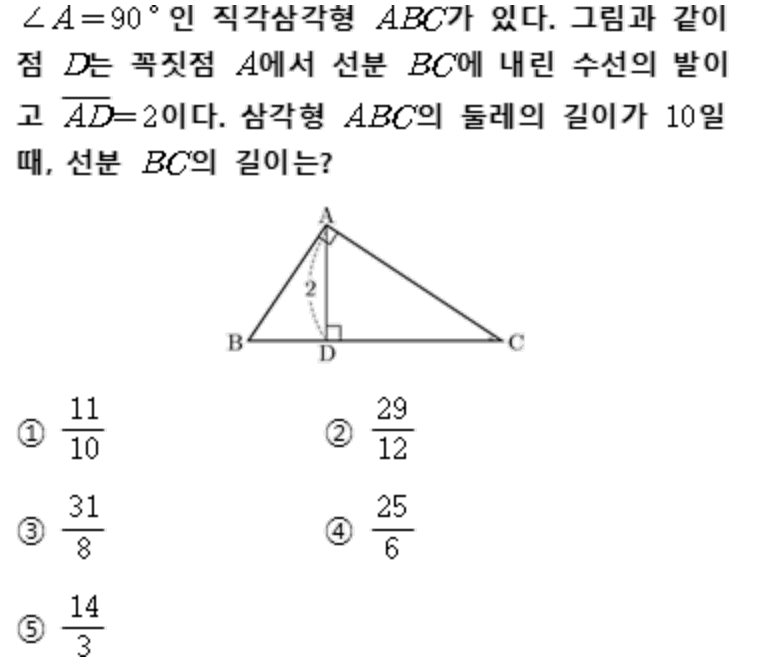 ∠A=90°인 직각삼각형 ABC가 있다. 그림과 같이
점 D는 꼭짓점 A에서 선분 BC에 내린 수선의 발이
고 \overline{AD}=2이다. 삼각형 ABC의 둘레의 길이가 10일
때, 선분 BC의 길이는?
A
2
B
D
C
① 11/10 ② 29/12
③ 31/8 ④ 25/6
⑤ 14/3